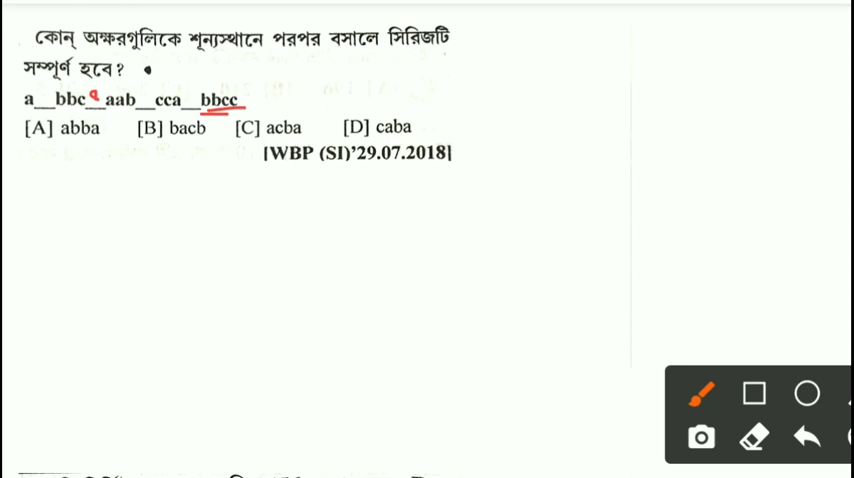 কোন্ অক্ষরগুলিকে শূন্যস্থানে পরপর বসালে সিরিজটি
সম্পূর্ণ হবে?
a__bbc__aab__cca__bbcc
[A] abba [B] bacb [C] acba [D] caba
[WBP (SI)'29.07.2018]